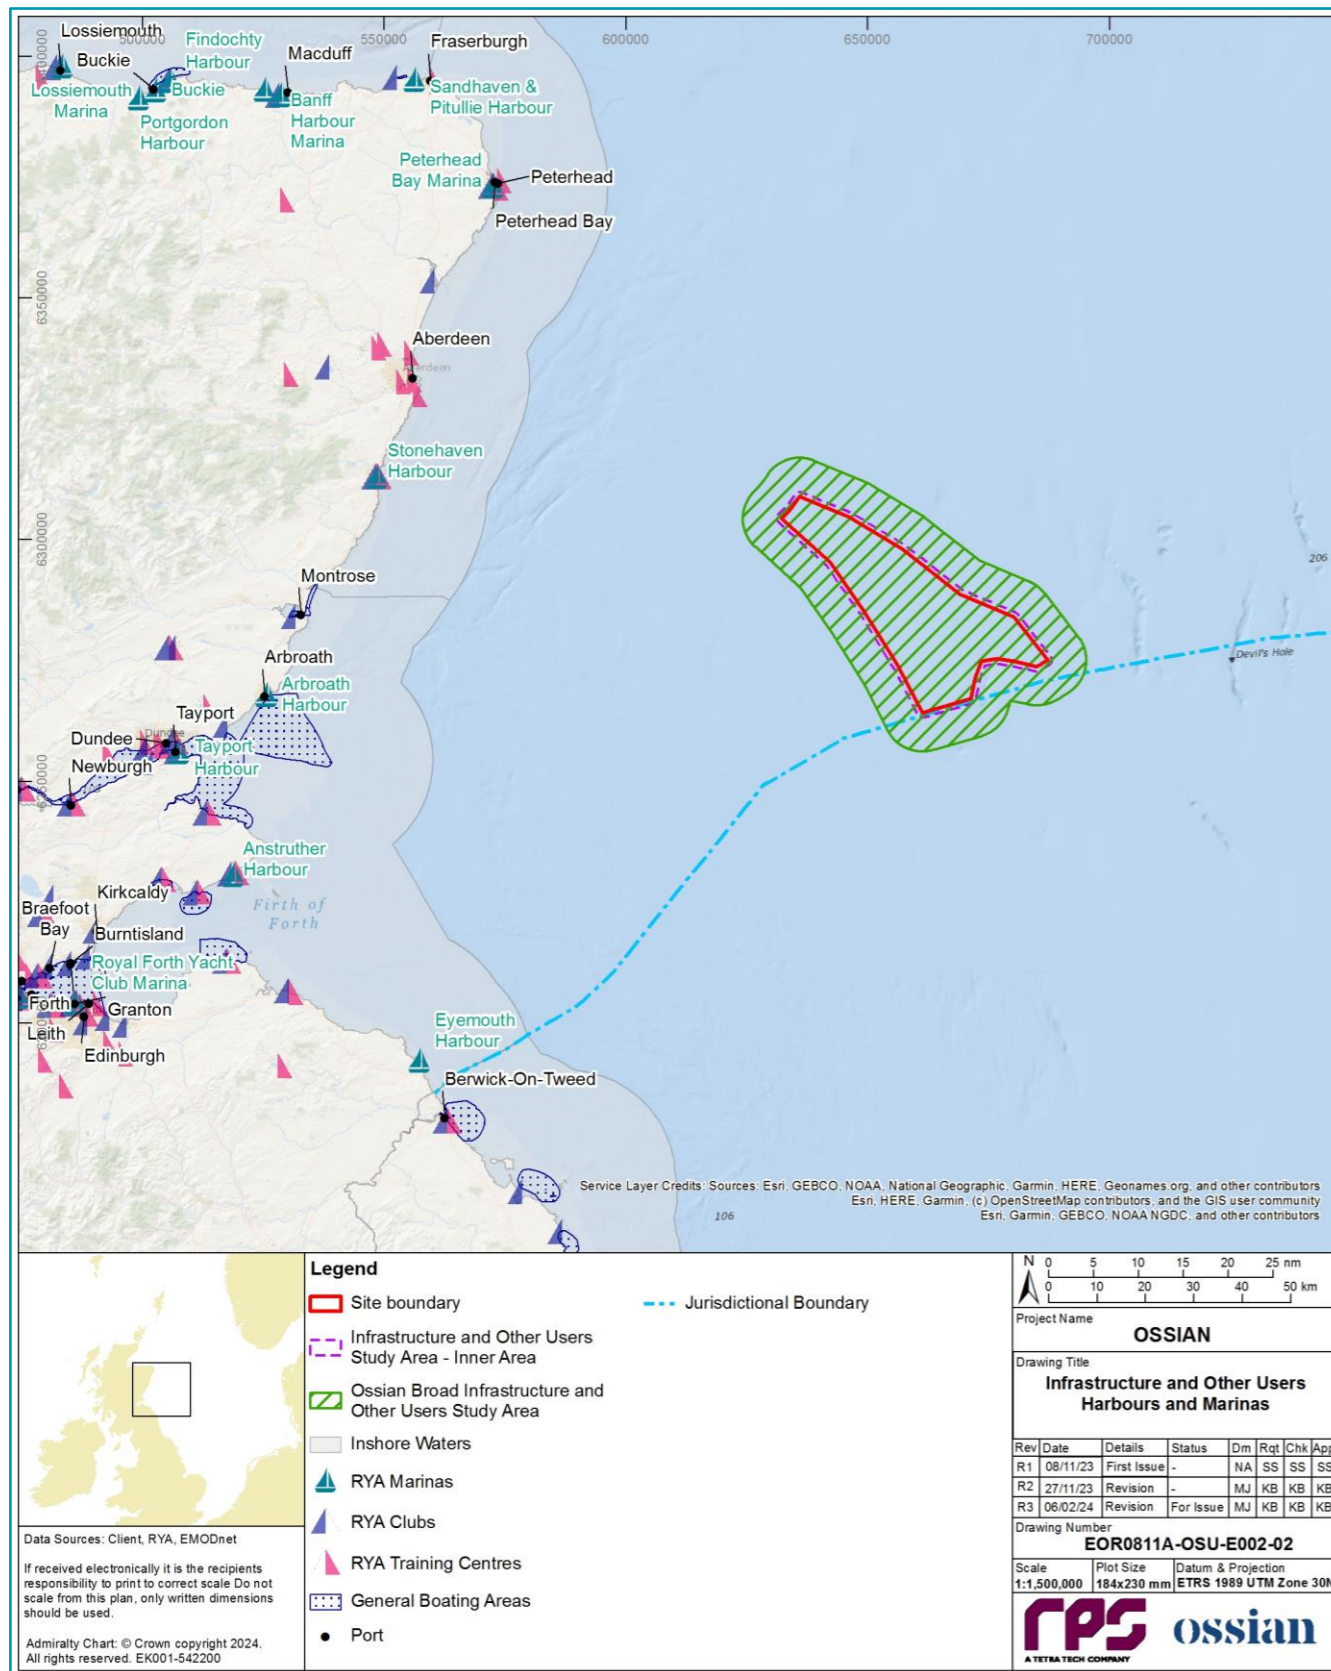 500000
550000
600000
650000
700000
Lossiemouth
Buckie
Findochty
Harbour
Macduff
Fraserburgh
Lossiemouth
Marina
Buckie
Portgordon
Harbour
Banff
Harbour
Marina
Sandhaven &
Pitullie Harbour
Peterhead
Bay Marina
Peterhead
Peterhead Bay
6350000
Aberdeen
Aberdeen
Stonehaven
Harbour
6300000
Montrose
206
Devil's Hole
Arbroath
Arbroath
Harbour
Tayport
Dundee
Dundee
Tayport
Harbour
Newburgh
Anstruther
Harbour
Kirkcaldy
Firth of
Forth
Braefoot
Bay
Burntisland
Royal Forth Yacht
Club Marina
Forth
Granton
Leith
Edinburgh
Eyemouth
Harbour
Berwick-On-Tweed
Service Layer Credits: Sources: Esri, GEBCO, NOAA, National Geographic, Garmin, HERE, Geonames.org, and other contributors
Esri, HERE, Garmin, (c) OpenStreetMap contributors, and the GIS user community
Esri, Garmin, GEBCO, NOAA NGDC, and other contributors
106
Data Sources: Client, RYA, EMODnet
If received electronically it is the recipients
responsibility to print to correct scale Do not
scale from this plan, only written dimensions
should be used.
Admiralty Chart: © Crown copyright 2024.
All rights reserved. EK001-542200
Legend
Site boundary
Jurisdictional Boundary
Infrastructure and Other Users
Study Area - Inner Area
Ossian Broad Infrastructure and
Other Users Study Area
Inshore Waters
RYA Marinas
RYA Clubs
RYA Training Centres
General Boating Areas
Port
N 0 5 10 15 20 25 nm
0 10 20 30 40 50 km
Project Name
OSSIAN
Drawing Title
Infrastructure and Other Users
Harbours and Marinas
Rev Date Details Status Dm Rqt Chk App
R1 08/11/23 First Issue - NA SS SS SS
R2 27/11/23 Revision - MJ KB KB KB
R3 06/02/24 Revision For Issue MJ KB KB KB
Drawing Number
EOR0811A-OSU-E002-02
Scale Plot Size Datum & Projection
1:1,500,000 184x230 mm ETRS 1989 UTM Zone 30N
rps
A TETRA TECH COMPANY
ossian